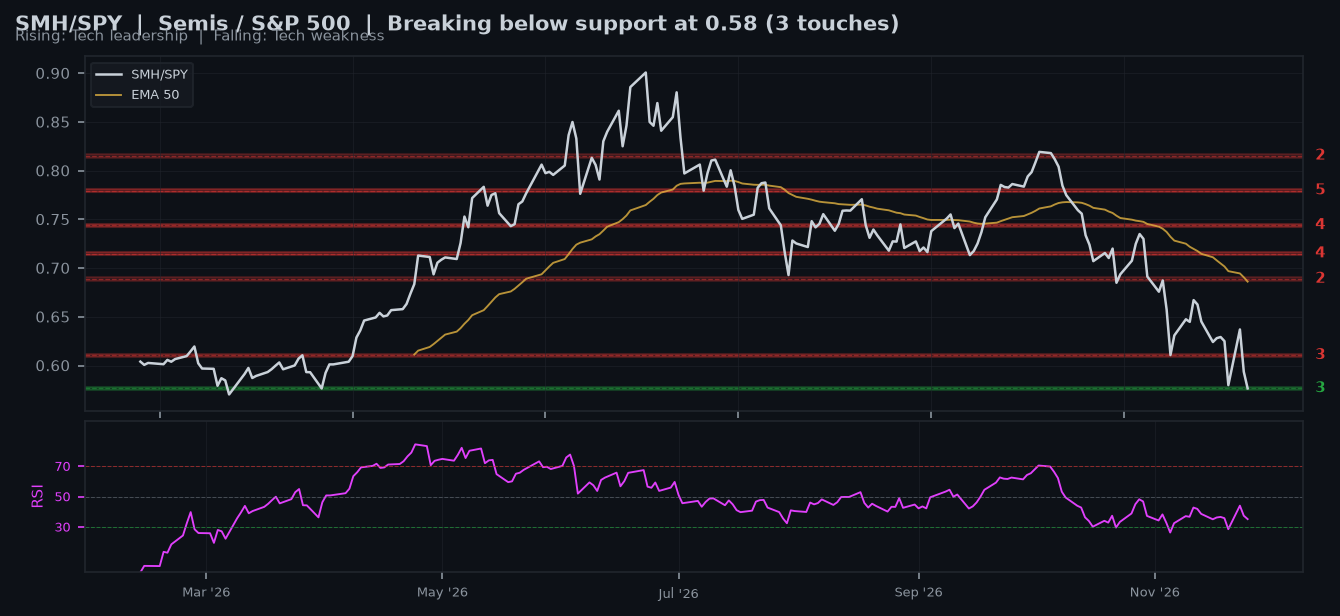 SMH/SPY | Semis / S&P 500 | Breaking below support at 0.58 (3 touches)
Rising: Tech leadership | Falling: Tech weakness
SMH/SPY
EMA 50
0.90
0.85
0.80
0.75
0.70
0.65
0.60
2
5
4
4
2
3
3
RSI
70
50
30
Mar '26
May '26
Jul '26
Sep '26
Nov '26